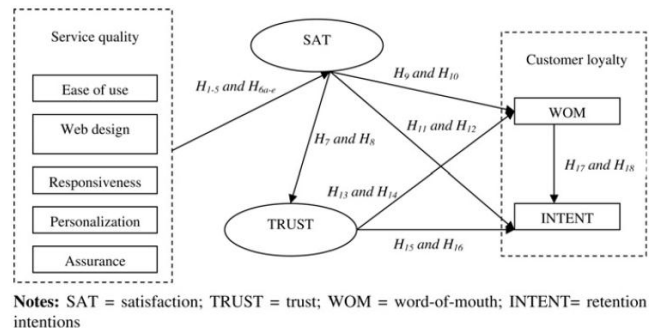 Service quality
Ease of use
Web design
Responsiveness
Personalization
Assurance
H1-5 and H6a-e
SAT
H7 and H8
TRUST
H9 and H10
H11 and H12
H13 and H14
H15 and H16
Customer loyalty
WOM
H17 and H18
INTENT
Notes: SAT = satisfaction; TRUST = trust; WOM = word-of-mouth; INTENT= retention
intentions